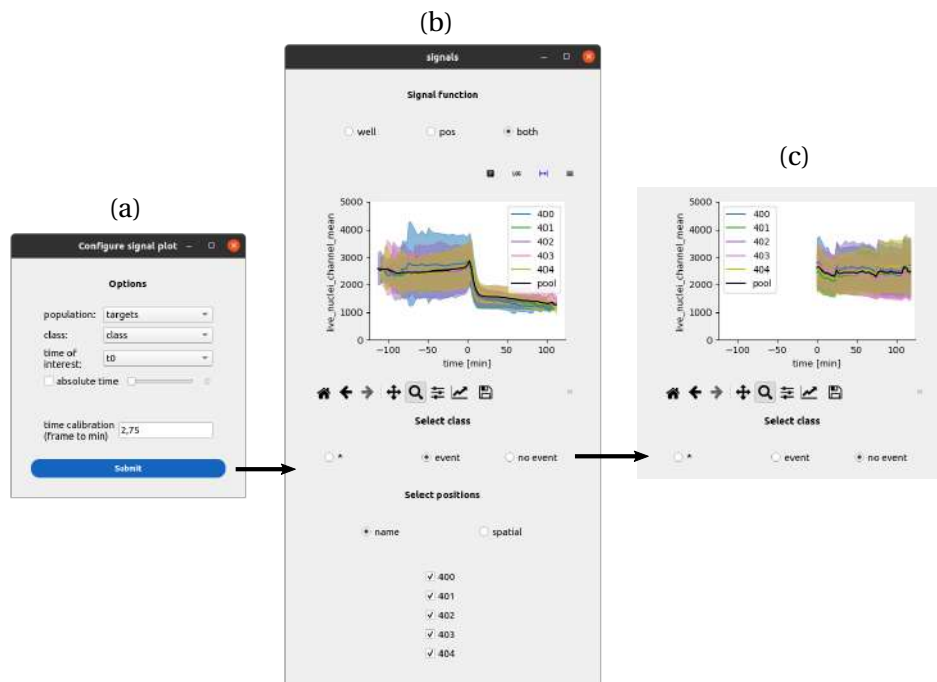 (a)
Configure signal plot
Options
population: targets
class: class
time of
interest: t0
absolute time
time calibration
(frame to min) 2,75
Submit
(b)
signals
Signal function
well pos both
LOG
5000
4000
3000
2000
1000
0
live_nuclei_channel_mean
400
401
402
403
404
pool
−100 −50 0 50 100
time [min]
Select class
* event no event
Select positions
name spatial
400
401
402
403
404
(c)
5000
4000
3000
2000
1000
0
live_nuclei_channel_mean
400
401
402
403
404
pool
−100 −50 0 50 100
time [min]
Select class
* event no event